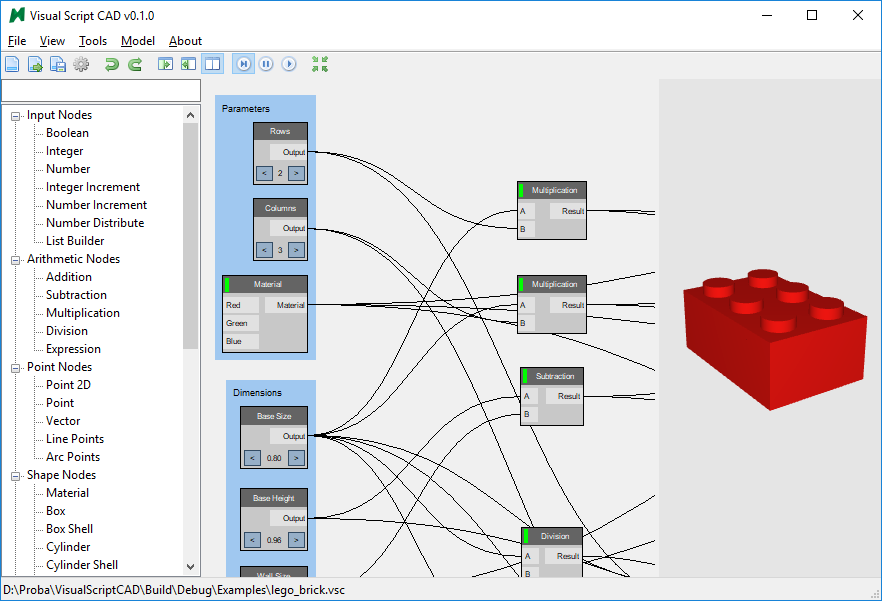 Visual Script CAD v0.1.0
File View Tools Model About
Input Nodes
Boolean
Integer
Number
Integer Increment
Number Increment
Number Distribute
List Builder
Arithmetic Nodes
Addition
Subtraction
Multiplication
Division
Expression
Point Nodes
Point 2D
Point
Vector
Line Points
Arc Points
Shape Nodes
Material
Box
Box Shell
Cylinder
Cylinder Shell
Parameters
Rows
Output
< 2 >
Columns
Output
< 3 >
Material
Red Material
Green
Blue
Dimensions
Base Size
Output
< 0.80 >
Base Height
Output
< 0.96 >
Wall Size
Multiplication
A Result
B
Multiplication
A Result
B
Subtraction
A Result
B
Division
A Result
B
D:\Proba\VisualScriptCAD\Build\Debug\Examples\lego_brick.vsc